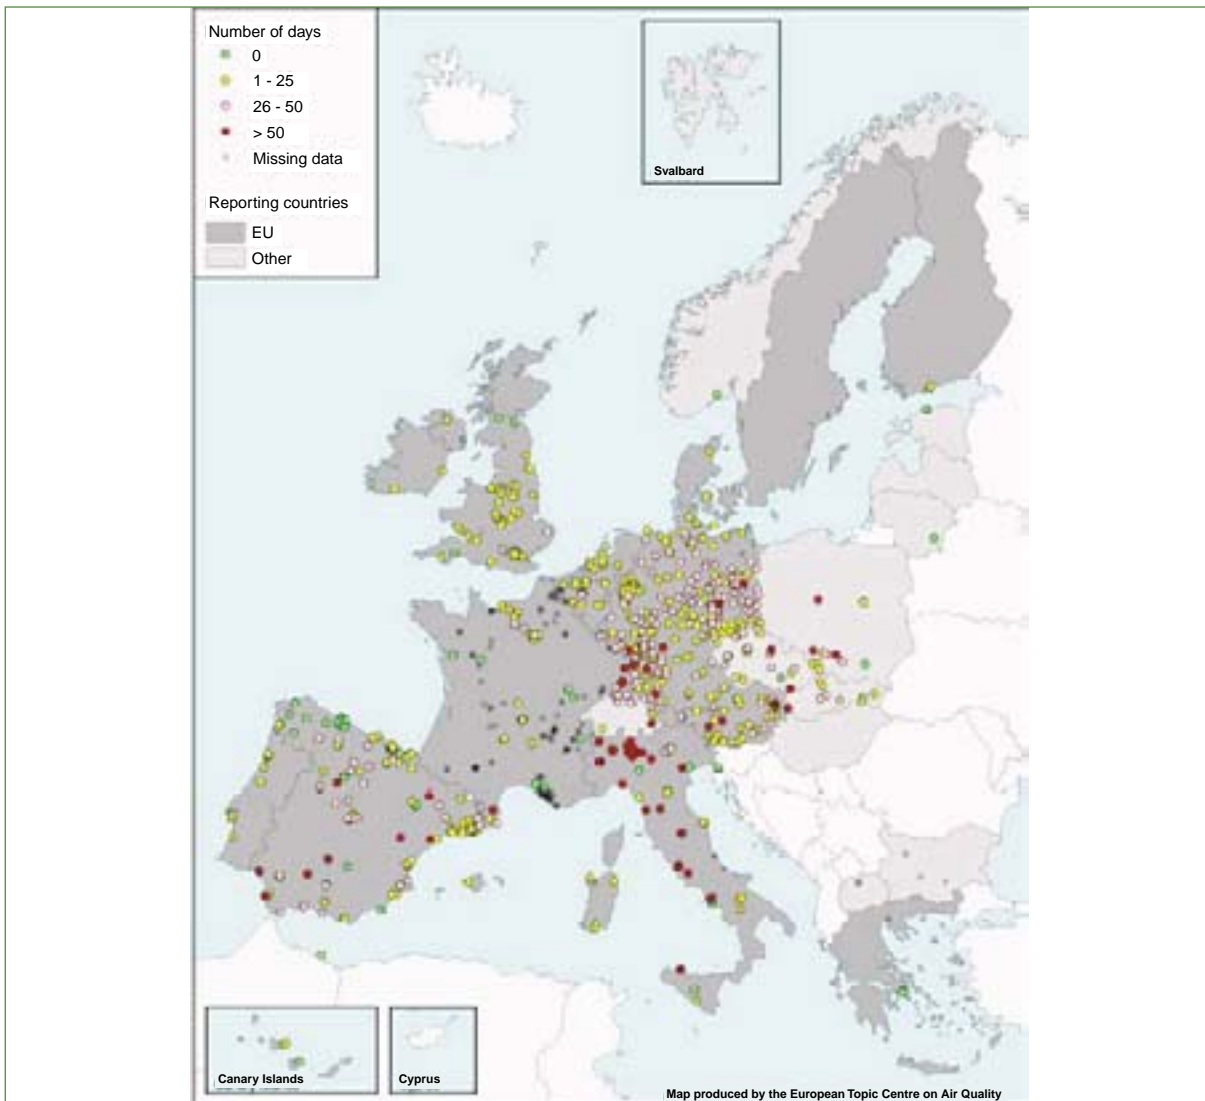 Number of days
0
1 - 25
26 - 50
> 50
Missing data
Reporting countries
EU
Other
Svalbard
Canary Islands
Cyprus
Map produced by the European Topic Centre on Air Quality